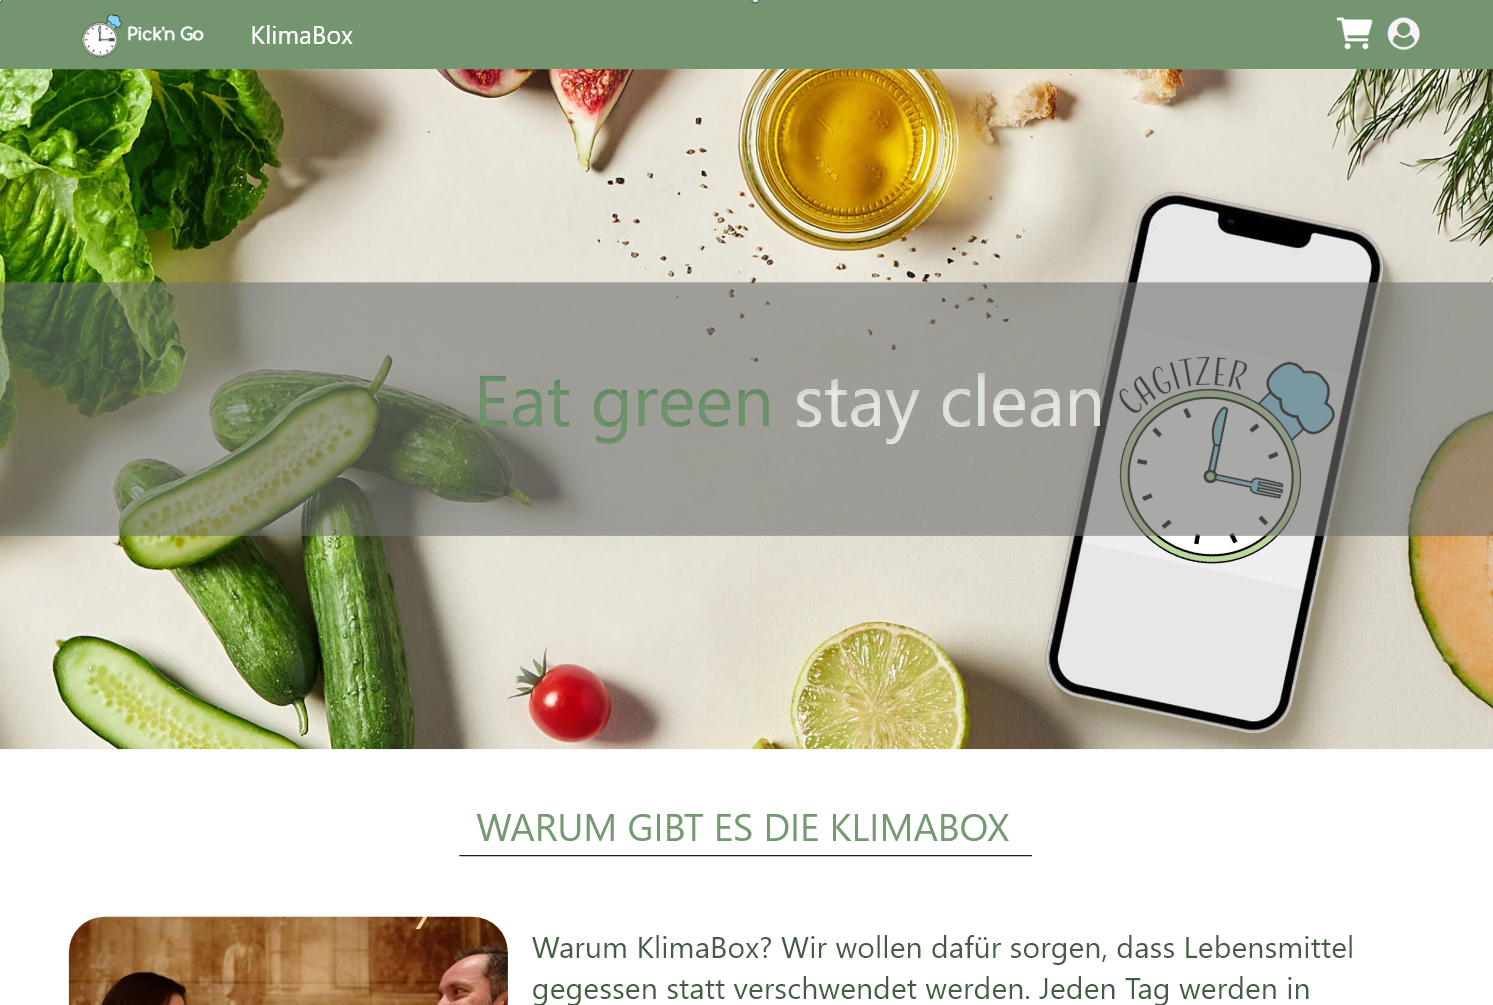 Pick'n Go
KlimaBox
Eat green stay clean
CAGITZER
WARUM GIBT ES DIE KLIMABOX
Warum KlimaBox? Wir wollen dafür sorgen, dass Lebensmittel
gegessen statt verschwendet werden. Jeden Tag werden in